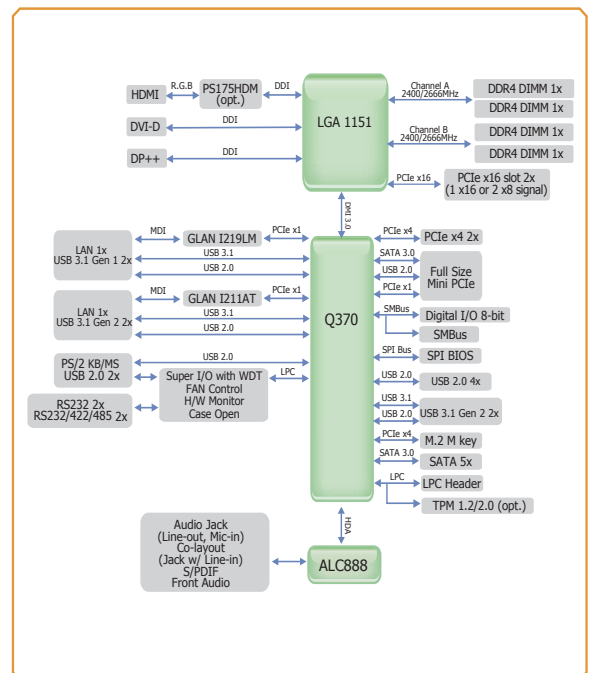 HDMI
R.G.B
PS175HDM
(opt.)
DDI
DVI-D
DDI
DP++
DDI
LGA 1151
Channel A
2400/2666MHz
DDR4 DIMM 1x
DDR4 DIMM 1x
Channel B
2400/2666MHz
DDR4 DIMM 1x
DDR4 DIMM 1x
PCIe x16
PCIe x16 slot 2x
(1 x16 or 2 x8 signal)
DMI 3.0
LAN 1x
USB 3.1 Gen 1 2x
MDI
GLAN I219LM
PCIe x1
USB 3.1
USB 2.0
LAN 1x
USB 3.1 Gen 2 2x
MDI
GLAN I211AT
PCIe x1
USB 3.1
USB 2.0
PS/2 KB/MS
USB 2.0 2x
USB 2.0
Super I/O with WDT
FAN Control
H/W Monitor
Case Open
LPC
RS232 2x
RS232/422/485 2x
Q370
PCIe x4
PCIe x4 2x
SATA 3.0
USB 2.0
PCIe x1
Full Size
Mini PCIe
SMBus
Digital I/O 8-bit
SMBus
SPI Bus
SPI BIOS
USB 2.0
USB 2.0 4x
USB 3.1
USB 2.0
USB 3.1 Gen 2 2x
PCIe x4
M.2 M key
SATA 3.0
SATA 5x
LPC
LPC Header
TPM 1.2/2.0 (opt.)
HDA
Audio Jack
(Line-out, Mic-in)
Co-layout
(Jack w/ Line-in)
S/PDIF
Front Audio
ALC888